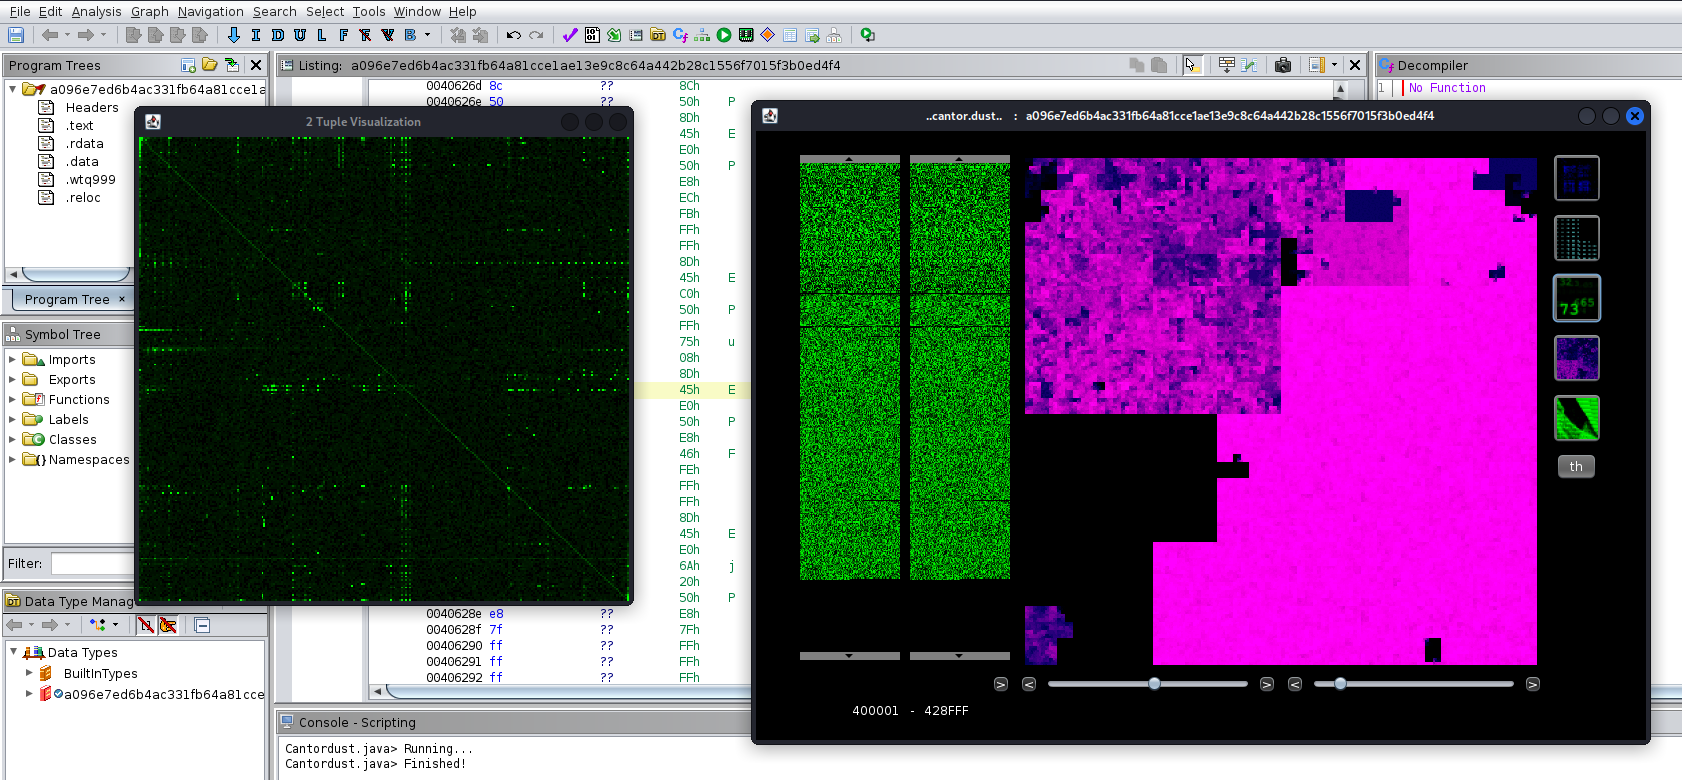 File Edit Analysis Graph Navigation Search Select Tools Window Help
I D U L F F V B
Program Trees
a096e7ed6b4ac331fb64a81cce1a
Headers
.text
.rdata
.data
.wtq999
.reloc
Program Tree ×
Symbol Tree
Imports
Exports
Functions
Labels
Classes
Namespaces
Filter:
Data Type Manag
Data Types
BuiltInTypes
a096e7ed6b4ac331fb64a81cce
Listing: a096e7ed6b4ac331fb64a81cce1ae13e9c8c64a442b28c1556f7015f3b0ed4f4
0040626d 8c ?? 8Ch
0040626e 50 ?? 50h P
8Dh
45h E
E0h
50h P
E8h
ECh
FBh
FFh
FFh
8Dh
45h E
C0h
50h P
FFh
75h u
08h
8Dh
45h E
E0h
50h P
E8h
46h F
FEh
FFh
FFh
8Dh
45h E
E0h
6Ah j
20h
50h P
0040628e e8 ?? E8h
0040628f 7f ?? 7Fh
00406290 ff ?? FFh
00406291 ff ?? FFh
00406292 ff ?? FFh
Decompiler
1 No Function
2 Tuple Visualization
..cantor.dust.. : a096e7ed6b4ac331fb64a81cce1ae13e9c8c64a442b28c1556f7015f3b0ed4f4
73
th
> < > < >
400001 - 428FFF
Console - Scripting
Cantordust.java> Running...
Cantordust.java> Finished!